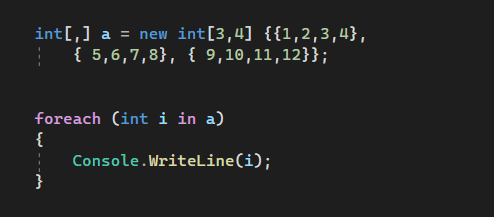 int[,] a = new int[3,4] {{1,2,3,4},
{ 5,6,7,8}, { 9,10,11,12}};
foreach (int i in a)
{
Console.WriteLine(i);
}